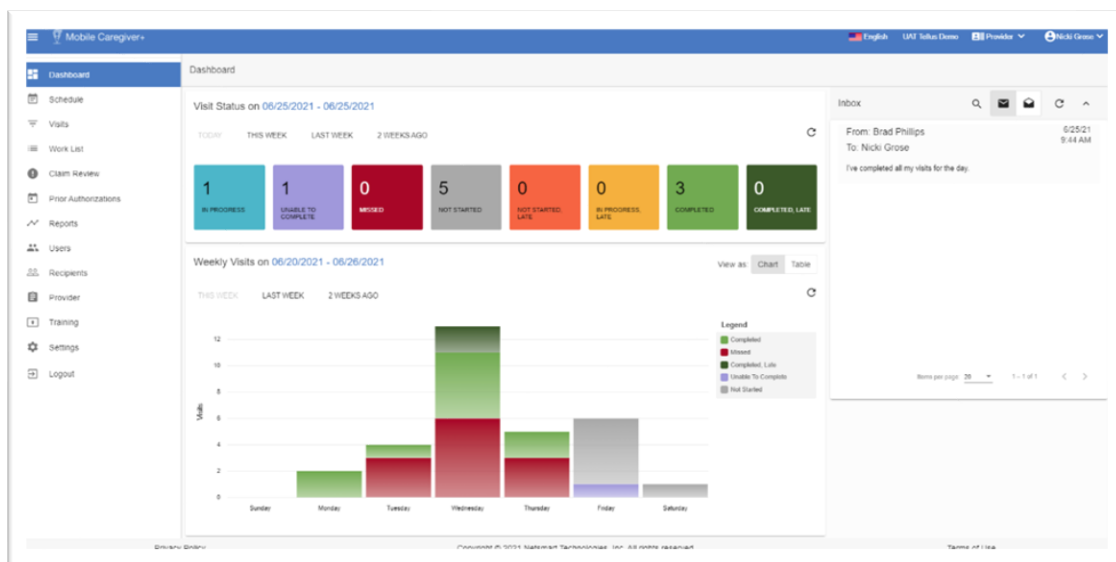 Mobile Caregiver+
English UAT Tellus Demo Provider Nicki Grose
Dashboard
Schedule
Visits
Work List
Claim Review
Prior Authorizations
Reports
Users
Recipients
Provider
Training
Settings
Logout
Dashboard
Visit Status on 06/25/2021 - 06/25/2021
TODAY THIS WEEK LAST WEEK 2 WEEKS AGO
1
IN PROGRESS
1
UNABLE TO
COMPLETE
0
MISSED
5
NOT STARTED
0
NOT STARTED,
LATE
0
IN PROGRESS,
LATE
3
COMPLETED
0
COMPLETED, LATE
Weekly Visits on 06/20/2021 - 06/26/2021
View as: Chart Table
THIS WEEK LAST WEEK 2 WEEKS AGO
Visits
12
10
8
6
4
2
0
Sunday Monday Tuesday Wednesday Thursday Friday Saturday
Legend
Completed
Missed
Completed, Late
Unable To Complete
Not Started
Inbox
From: Brad Phillips 6/25/21
To: Nicki Grose 9:44 AM
I've completed all my visits for the day.
Items per page: 20 1 - 1 of 1
Privacy Policy Copyright © 2021 Netsmart Technologies, Inc. All rights reserved Terms of Use